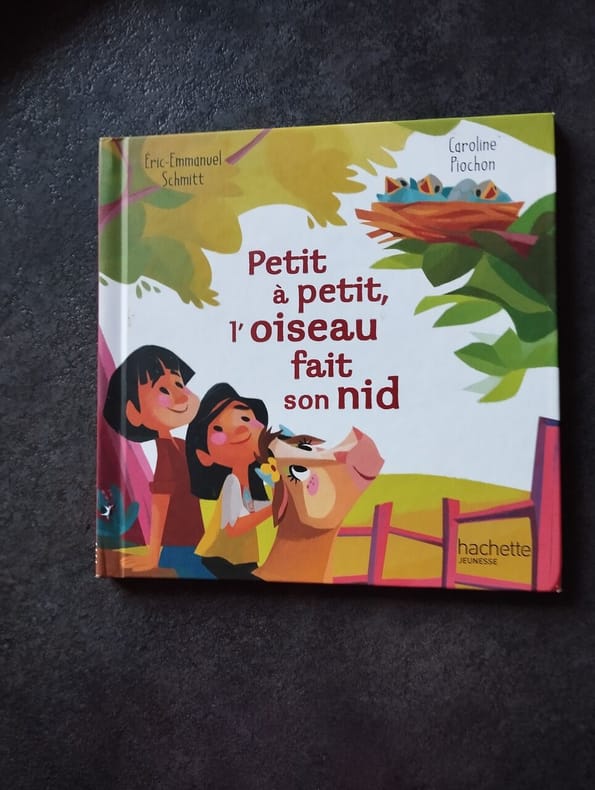 Eric-Emmanuel
Schmitt
Caroline
Piochon
Petit
à petit,
l'oiseau
fait
son nid
hachette
JEUNESSE